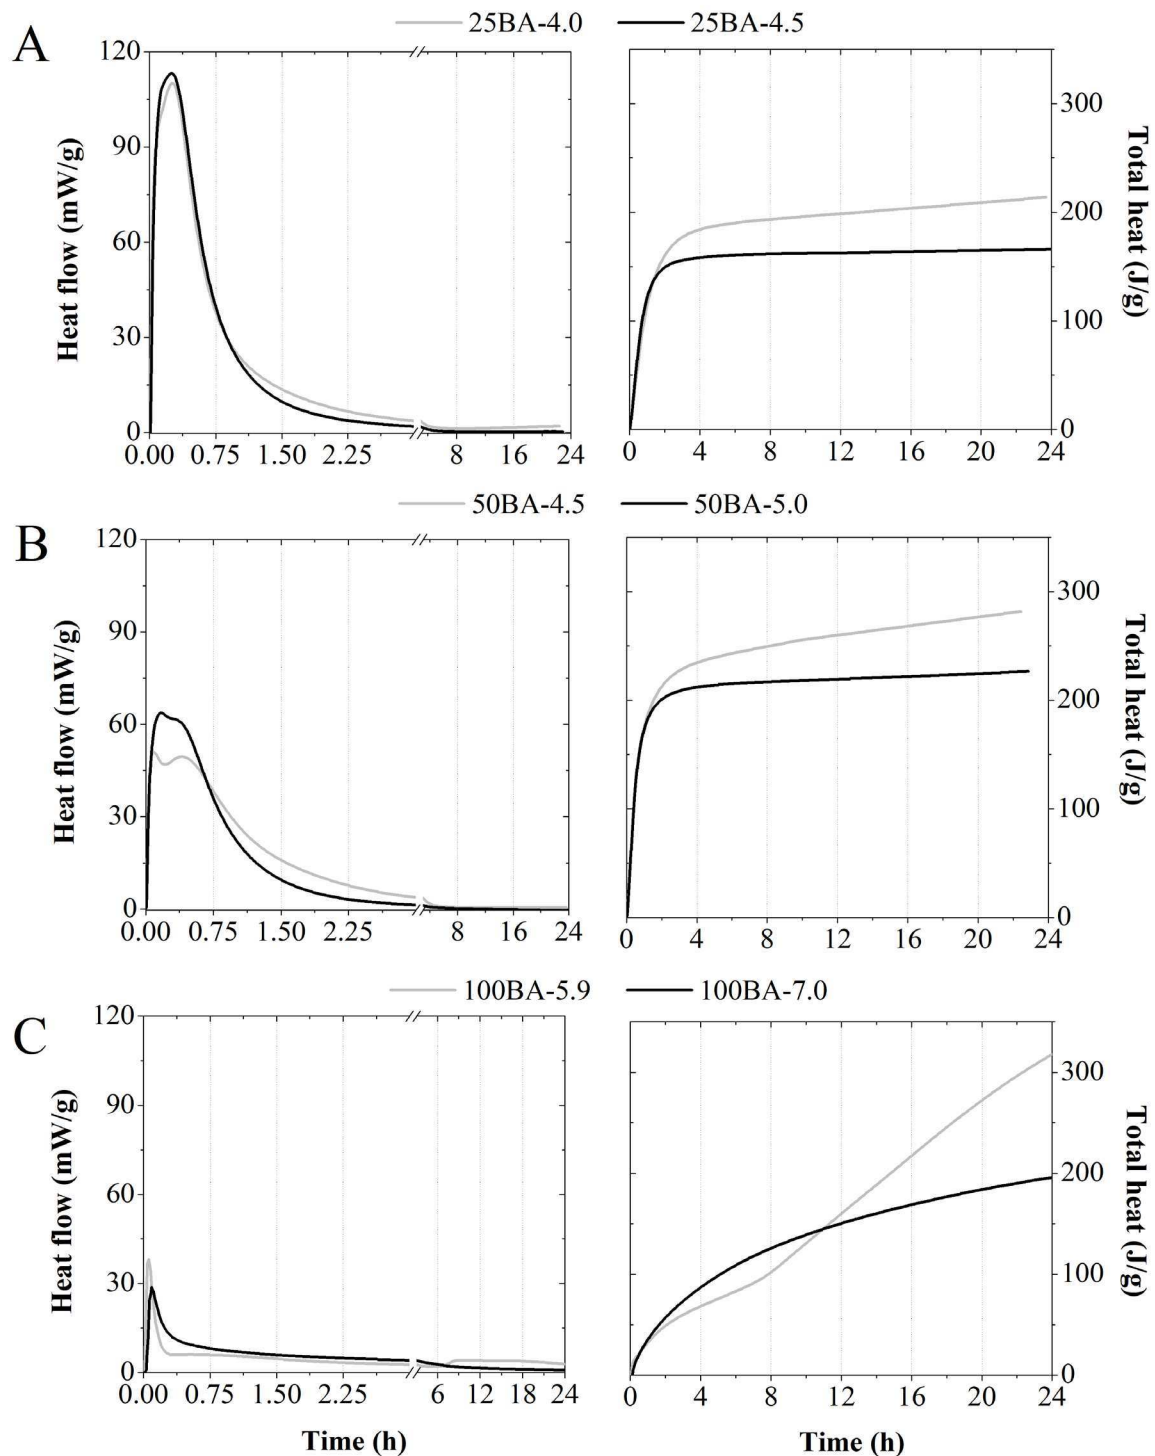 A
25BA-4.0 25BA-4.5
Heat flow (mW/g)
120
90
60
30
0
0.00 0.75 1.50 2.25 8 16 24
300
200
100
0
0 4 8 12 16 20 24
Total heat (J/g)
B
50BA-4.5 50BA-5.0
Heat flow (mW/g)
120
90
60
30
0
0.00 0.75 1.50 2.25 8 16 24
300
200
100
0
0 4 8 12 16 20 24
Total heat (J/g)
C
100BA-5.9 100BA-7.0
Heat flow (mW/g)
120
90
60
30
0
0.00 0.75 1.50 2.25 6 12 18 24
Time (h)
300
200
100
0
0 4 8 12 16 20 24
Total heat (J/g)
Time (h)